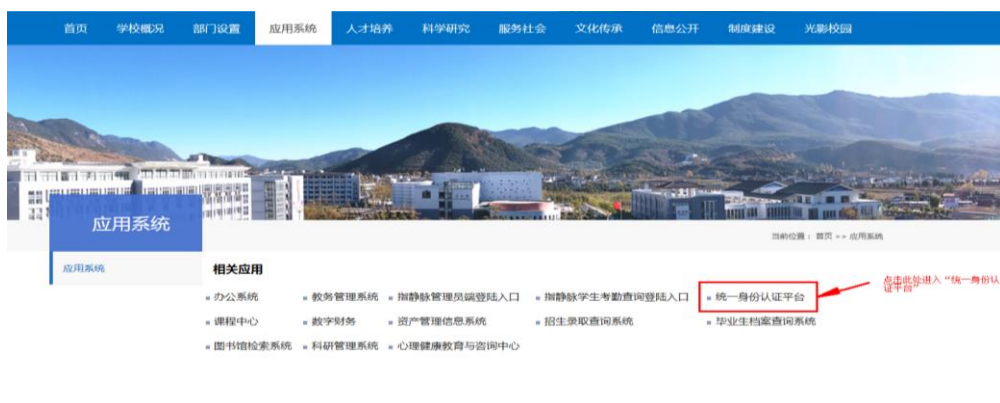 首页 学校概况 部门设置 应用系统 人才培养 科学研究 服务社会 文化传承 信息公开 制度建设 光影校园
应用系统
当前位置: 首页 >> 应用系统
应用系统
相关应用
办公系统 教务管理系统 指静脉管理员端登陆入口 指静脉学生考勤查询登陆入口 统一身份认证平台
点击此处进入“统一身份认
证平台”
课程中心 数字财务 资产管理信息系统 招生录取查询系统 毕业生档案查询系统
图书馆检索系统 科研管理系统 心理健康教育与咨询中心